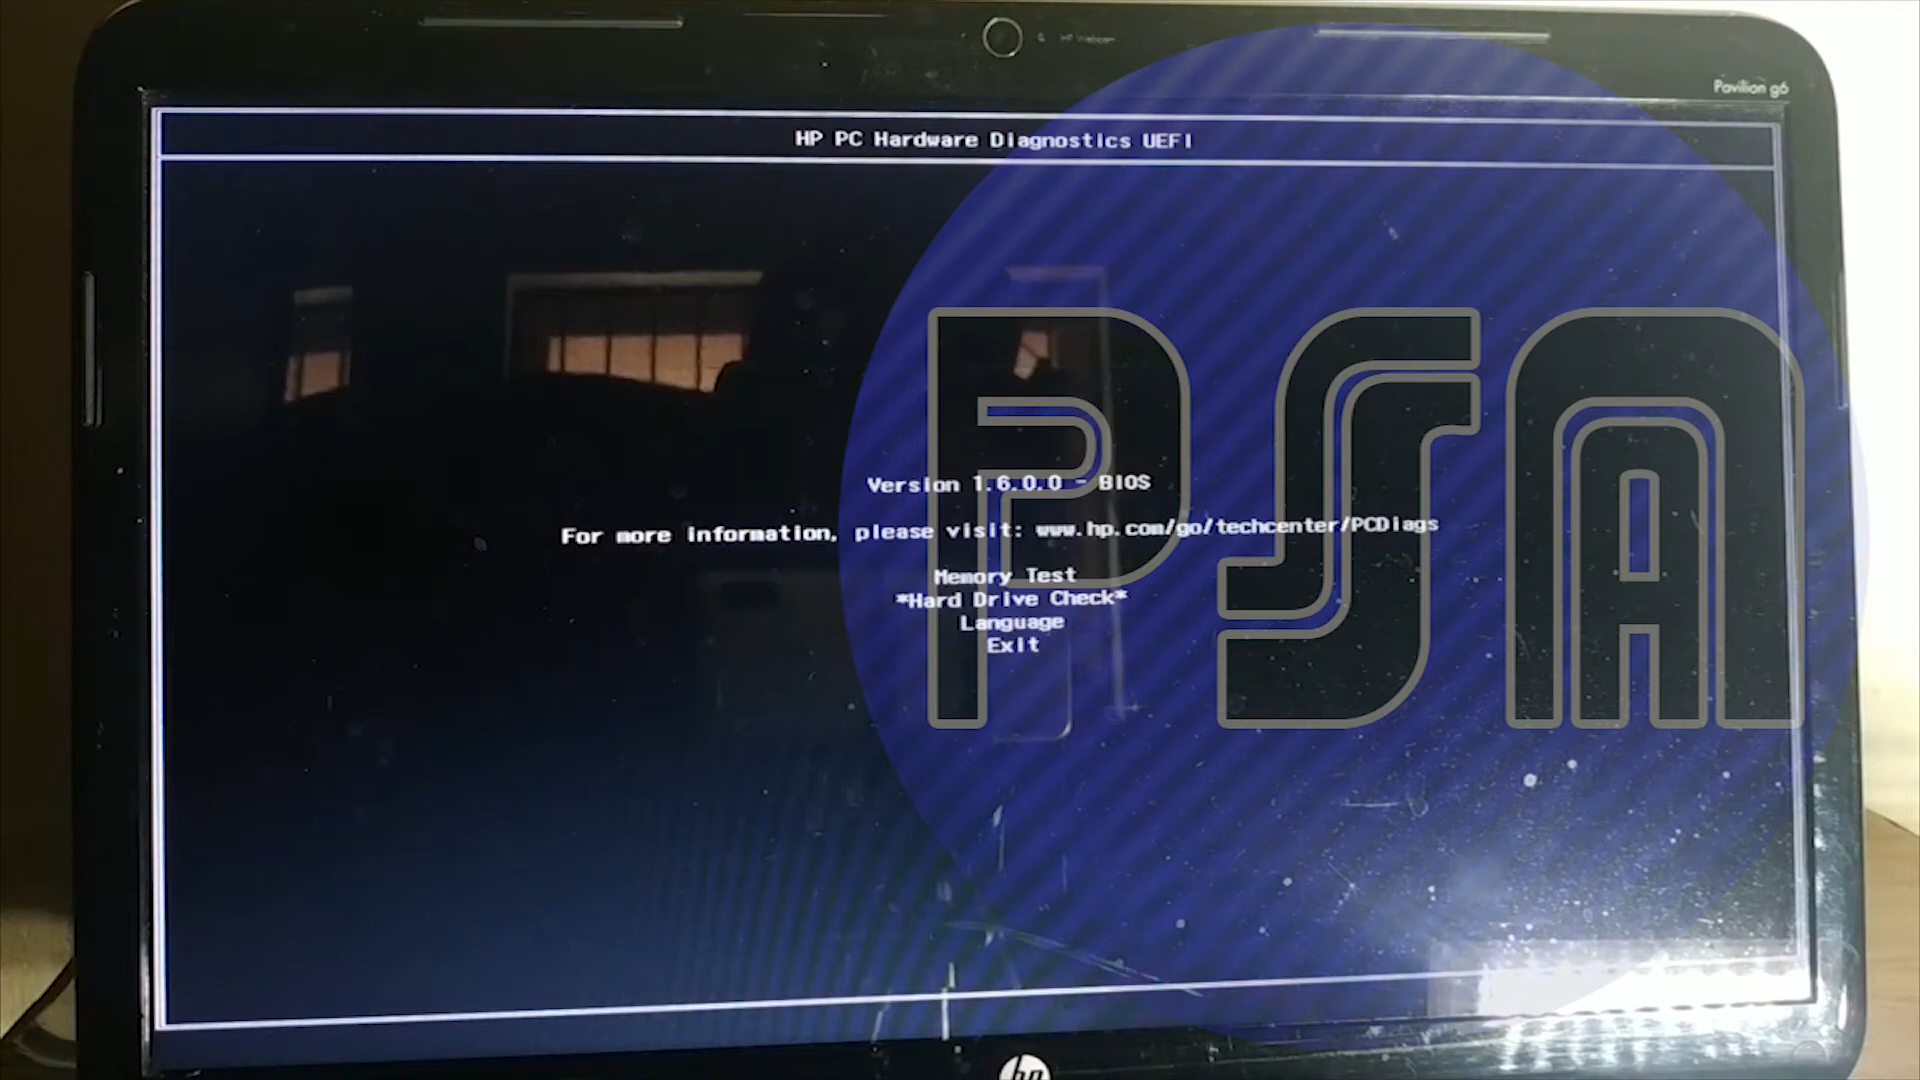 HP Webcam
Pavilion g6
HP PC Hardware Diagnostics UEFI
Version 1.6.0.0 - BIOS
For more information, please visit: www.hp.com/go/techcenter/PCDiags
Memory Test
*Hard Drive Check*
Language
Exit
PSA
hp